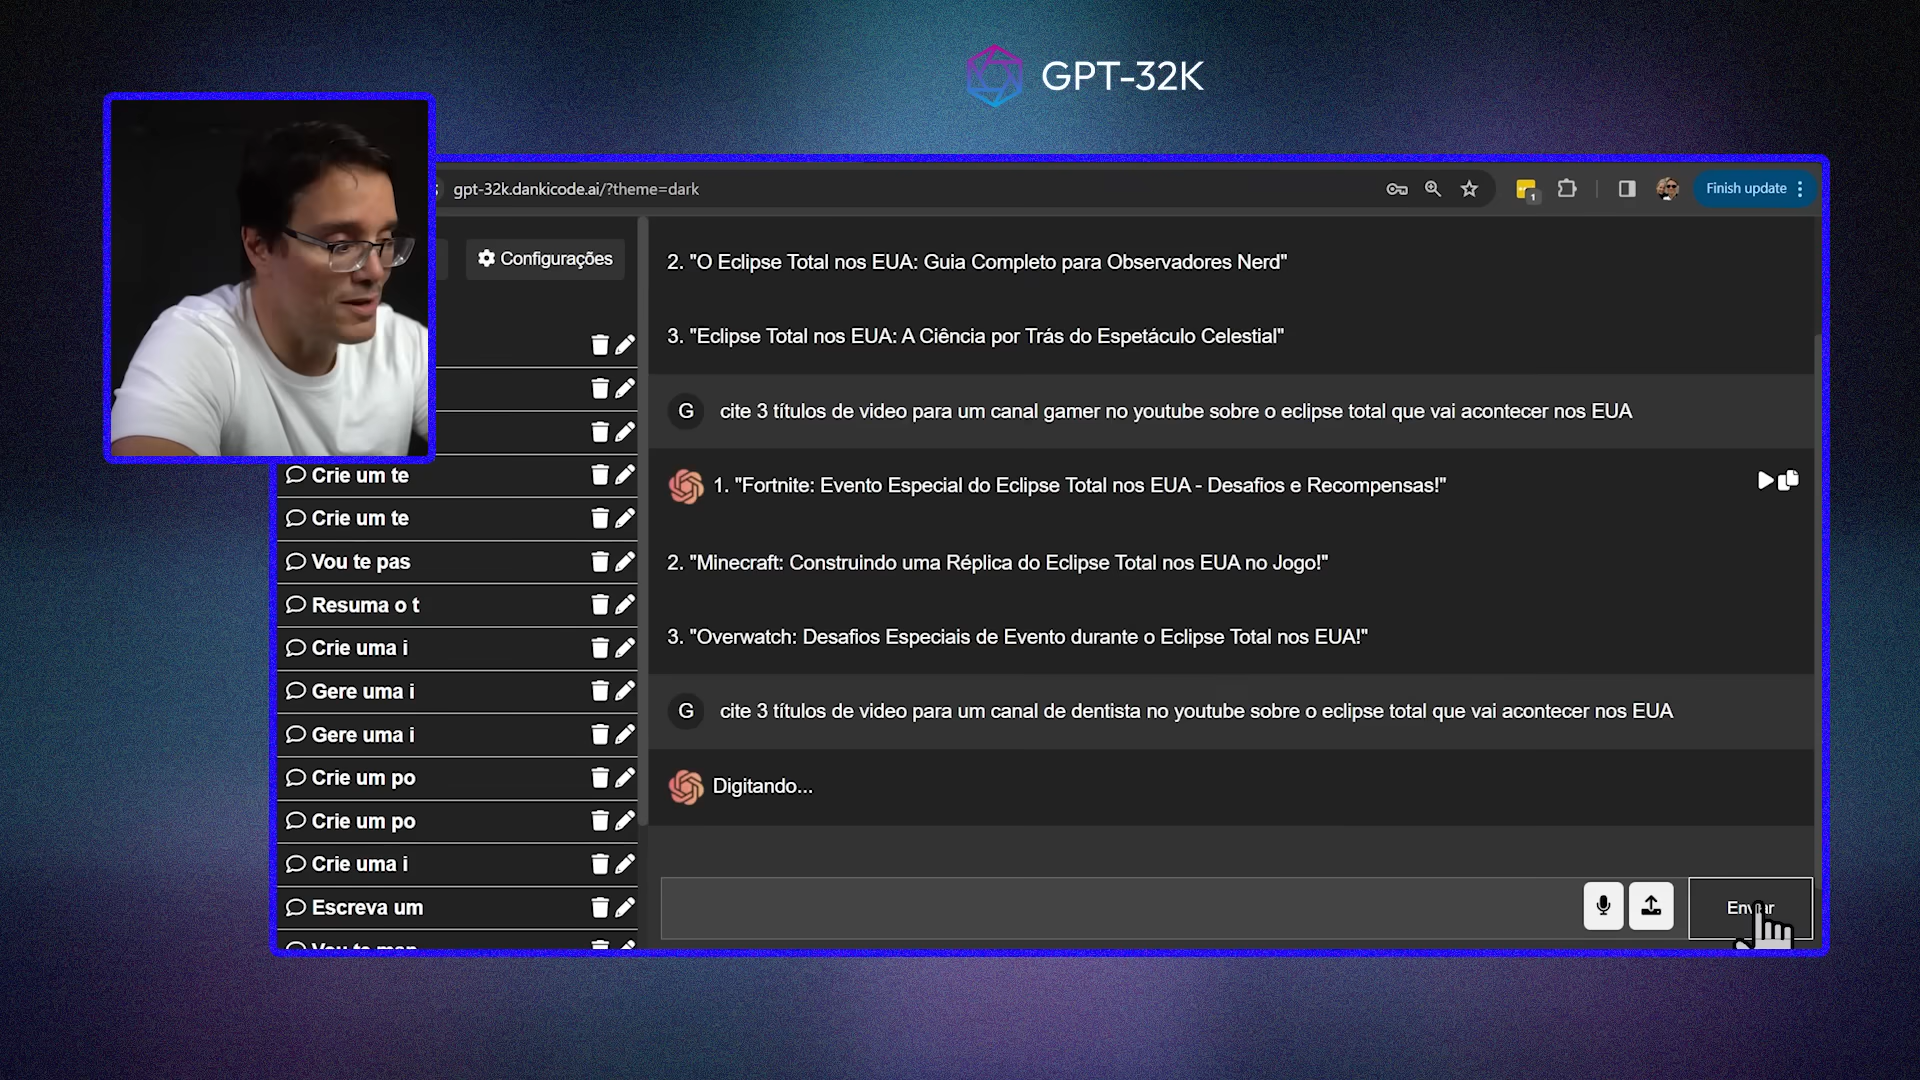 GPT-32K
gpt-32k.dankicode.ai/?theme=dark
1
Finish update
Configurações
2. "O Eclipse Total nos EUA: Guia Completo para Observadores Nerd"
3. "Eclipse Total nos EUA: A Ciência por Trás do Espetáculo Celestial"
G cite 3 títulos de video para um canal gamer no youtube sobre o eclipse total que vai acontecer nos EUA
1. "Fortnite: Evento Especial do Eclipse Total nos EUA - Desafios e Recompensas!"
2. "Minecraft: Construindo uma Réplica do Eclipse Total nos EUA no Jogo!"
3. "Overwatch: Desafios Especiais de Evento durante o Eclipse Total nos EUA!"
G cite 3 títulos de video para um canal de dentista no youtube sobre o eclipse total que vai acontecer nos EUA
Digitando...
Enviar
Crie um te
Crie um te
Vou te pas
Resuma o t
Crie uma i
Gere uma i
Gere uma i
Crie um po
Crie um po
Crie uma i
Escreva um
Vou te man